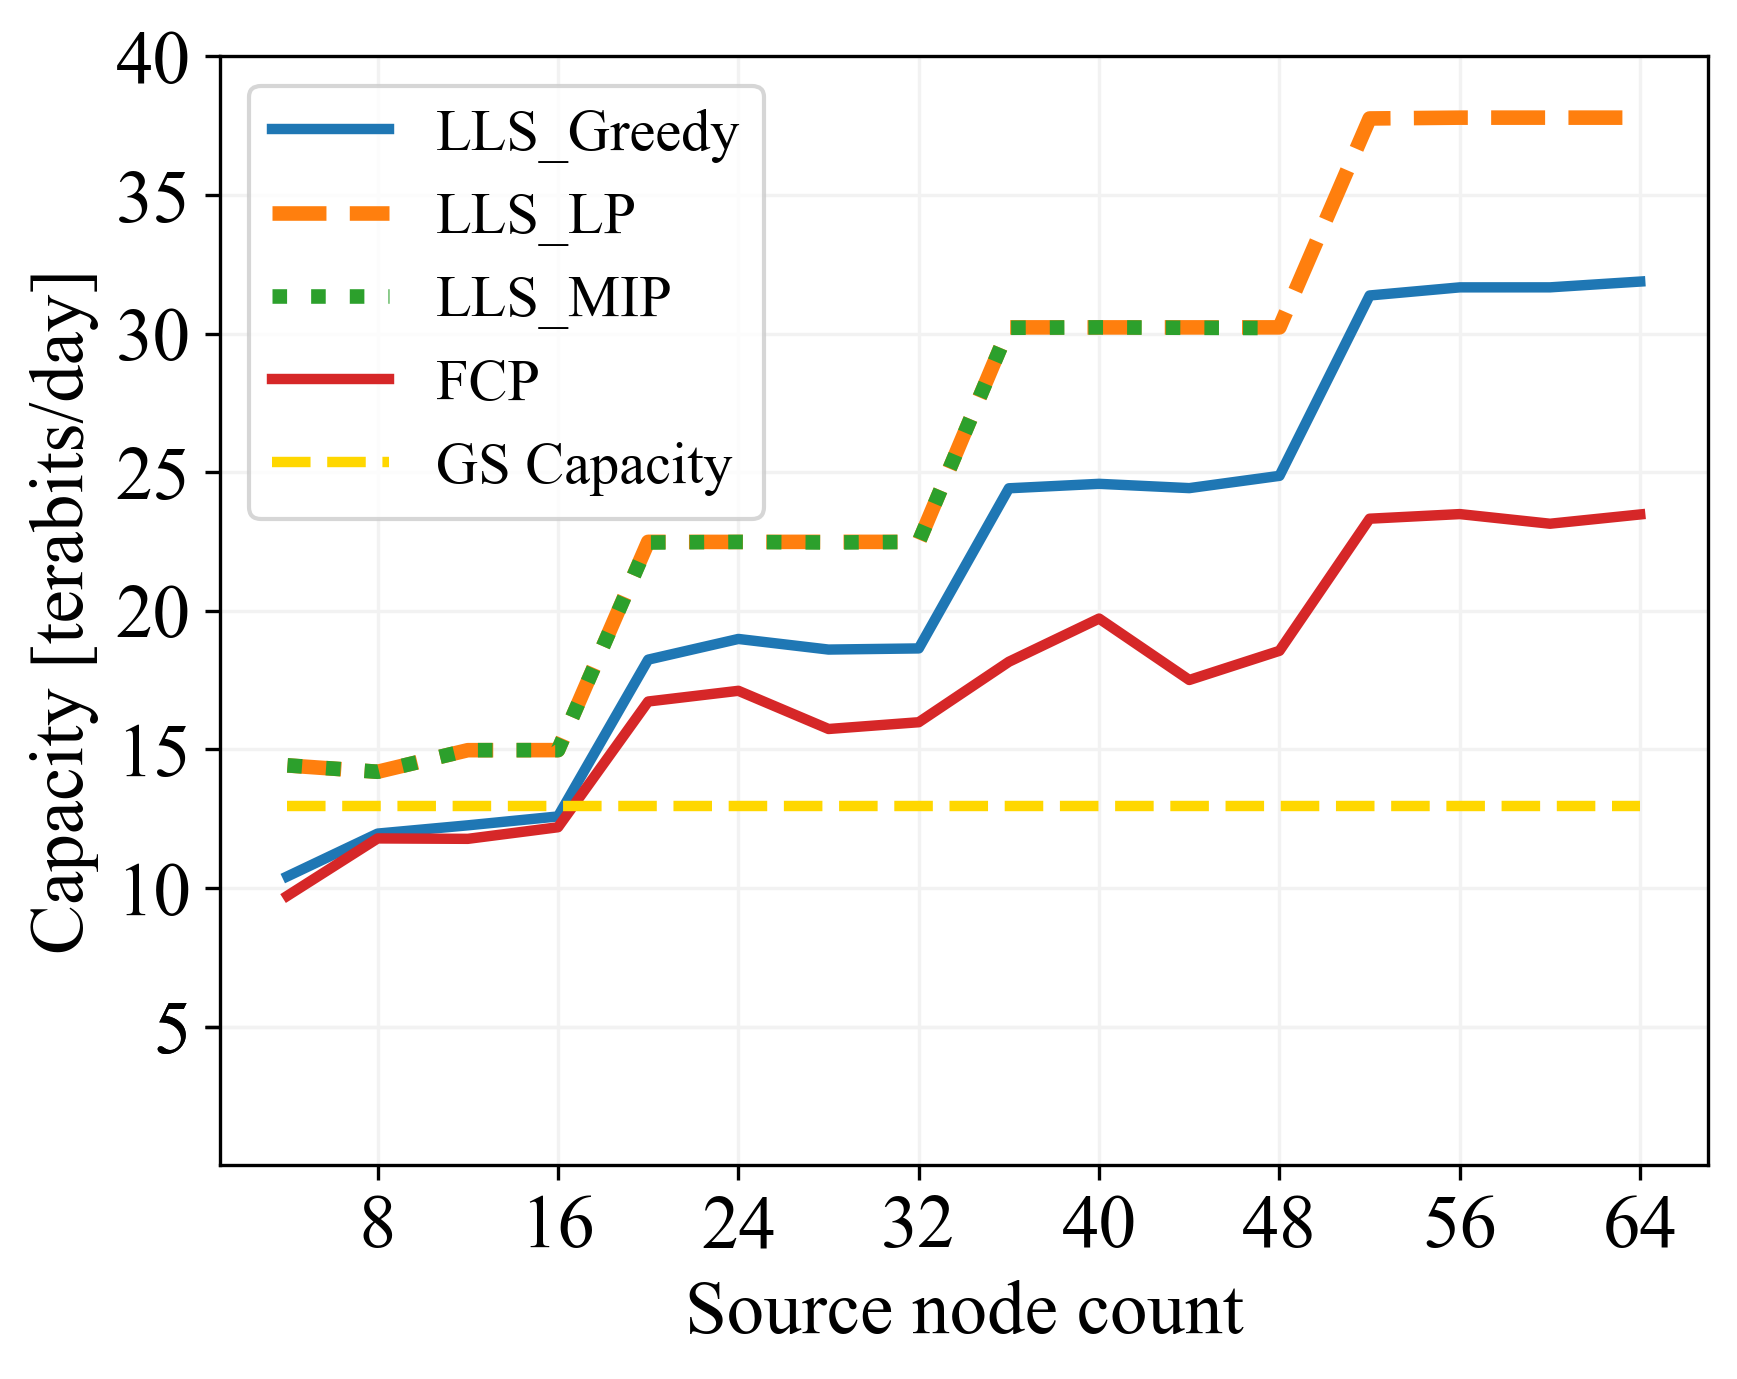 40
35
30
25
20
15
10
5
Capacity [terabits/day]
LLS_Greedy
LLS_LP
LLS_MIP
FCP
GS Capacity
8 16 24 32 40 48 56 64
Source node count